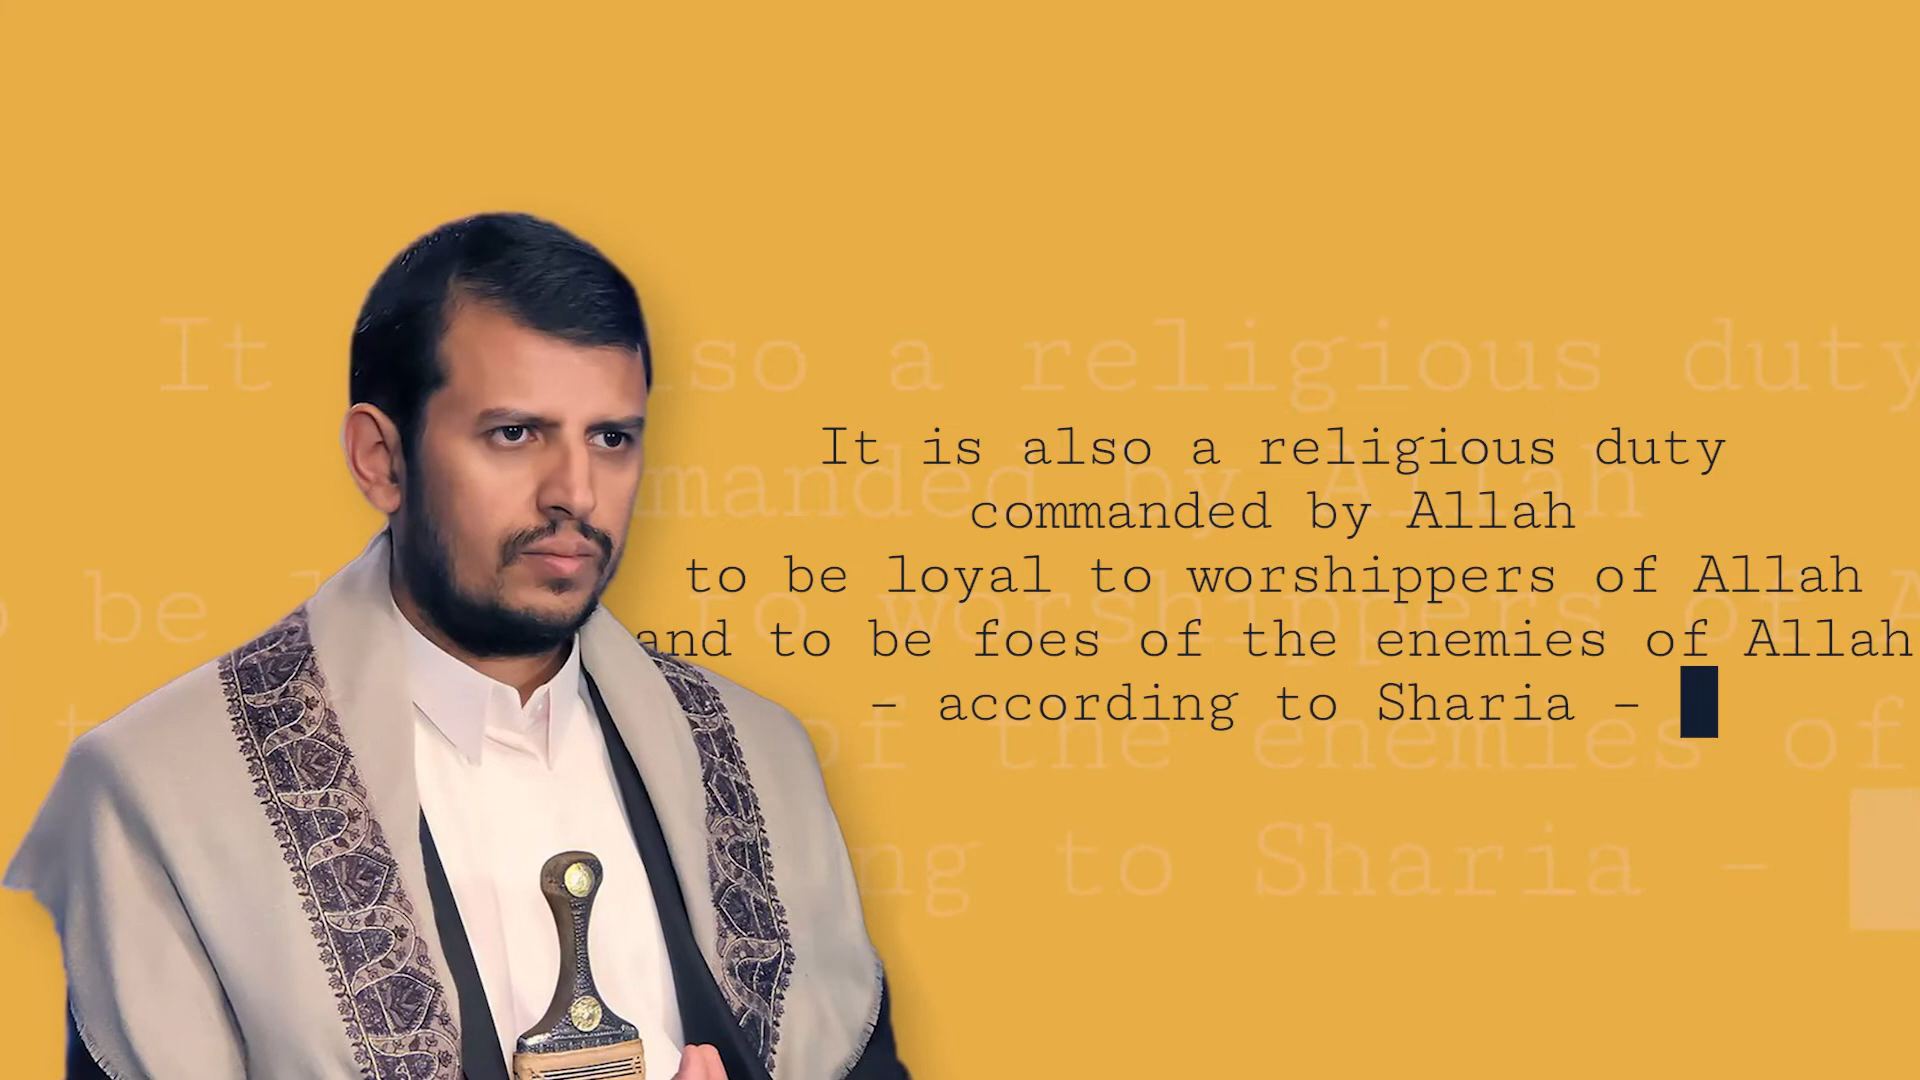 It is also a religious duty
commanded by Allah
to be loyal to worshippers of Allah
and to be foes of the enemies of Allah
– according to Sharia –